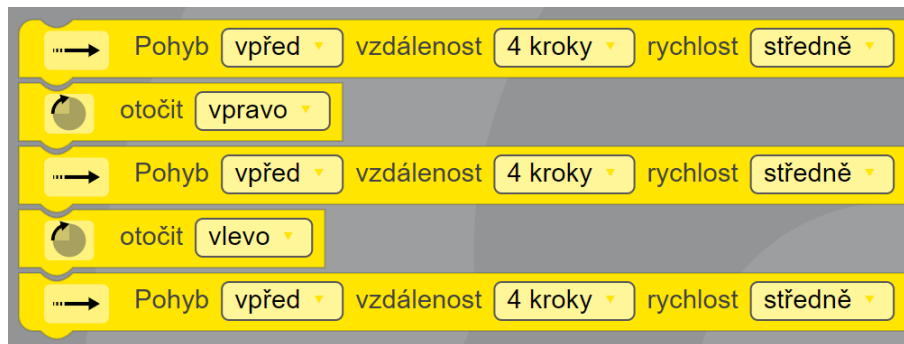 Pohyb vpřed vzdálenost 4 kroky rychlost středně
otočit vpravo
Pohyb vpřed vzdálenost 4 kroky rychlost středně
otočit vlevo
Pohyb vpřed vzdálenost 4 kroky rychlost středně